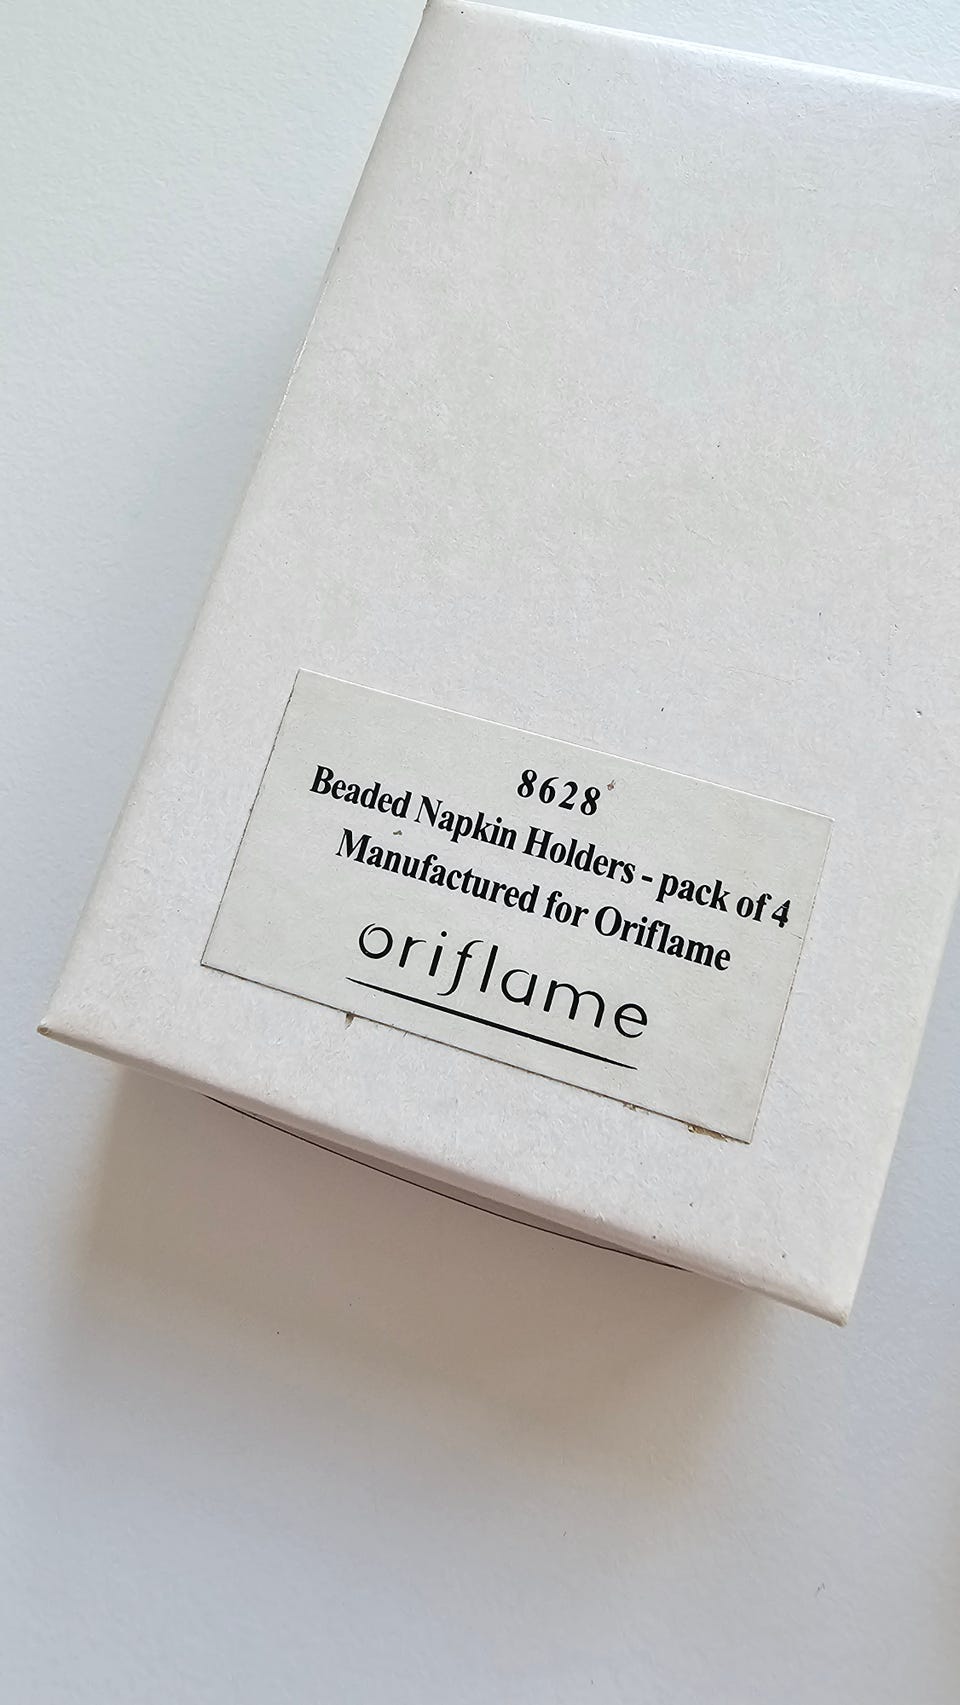 8628
Beaded Napkin Holders - pack of 4
Manufactured for Oriflame
oriflame